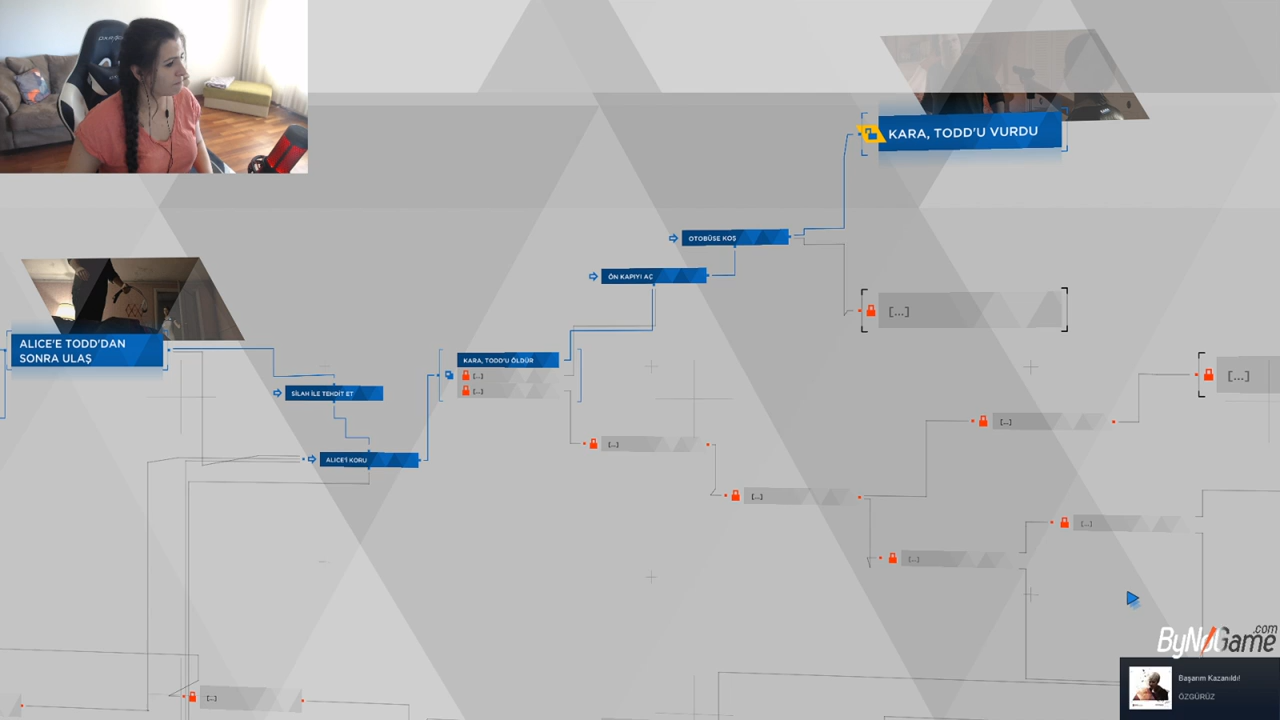 KARA, TODD'U VURDU
OTOBÜSE KOŞ
ÖN KAPIYI AÇ
[...]
ALICE'E TODD'DAN
SONRA ULAŞ
KARA, TODD'U ÖLDÜR
[...]
[...]
[...]
SİLAH İLE TEHDİT ET
[...]
[...]
ALICE'İ KORU
[...]
[...]
[...]
ByNoGame.com
Başarım Kazanıldı!
ÖZGÜRÜZ
[...]